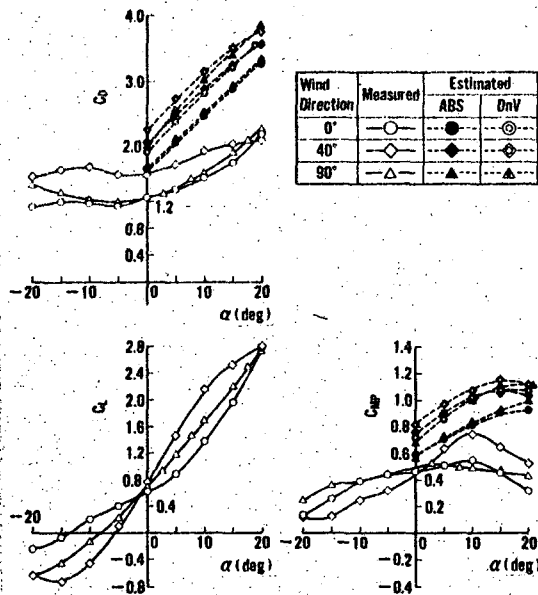 4.0
C_D
3.0
2.0
1.2
0.8
0.4
-20 -10 0 10 20
α (deg)
Wind Direction Measured Estimated
ABS DnV
0°
40°
90°
2.8
C_L
2.4
2.0
1.6
1.2
0.8
0.4
-20 -10 0 10 20
-0.4
-0.8
α (deg)
1.4
1.2
1.0
0.8
0.6
0.4
0.2
-20 -10 0 10 20
-0.2
-0.4
α (deg)